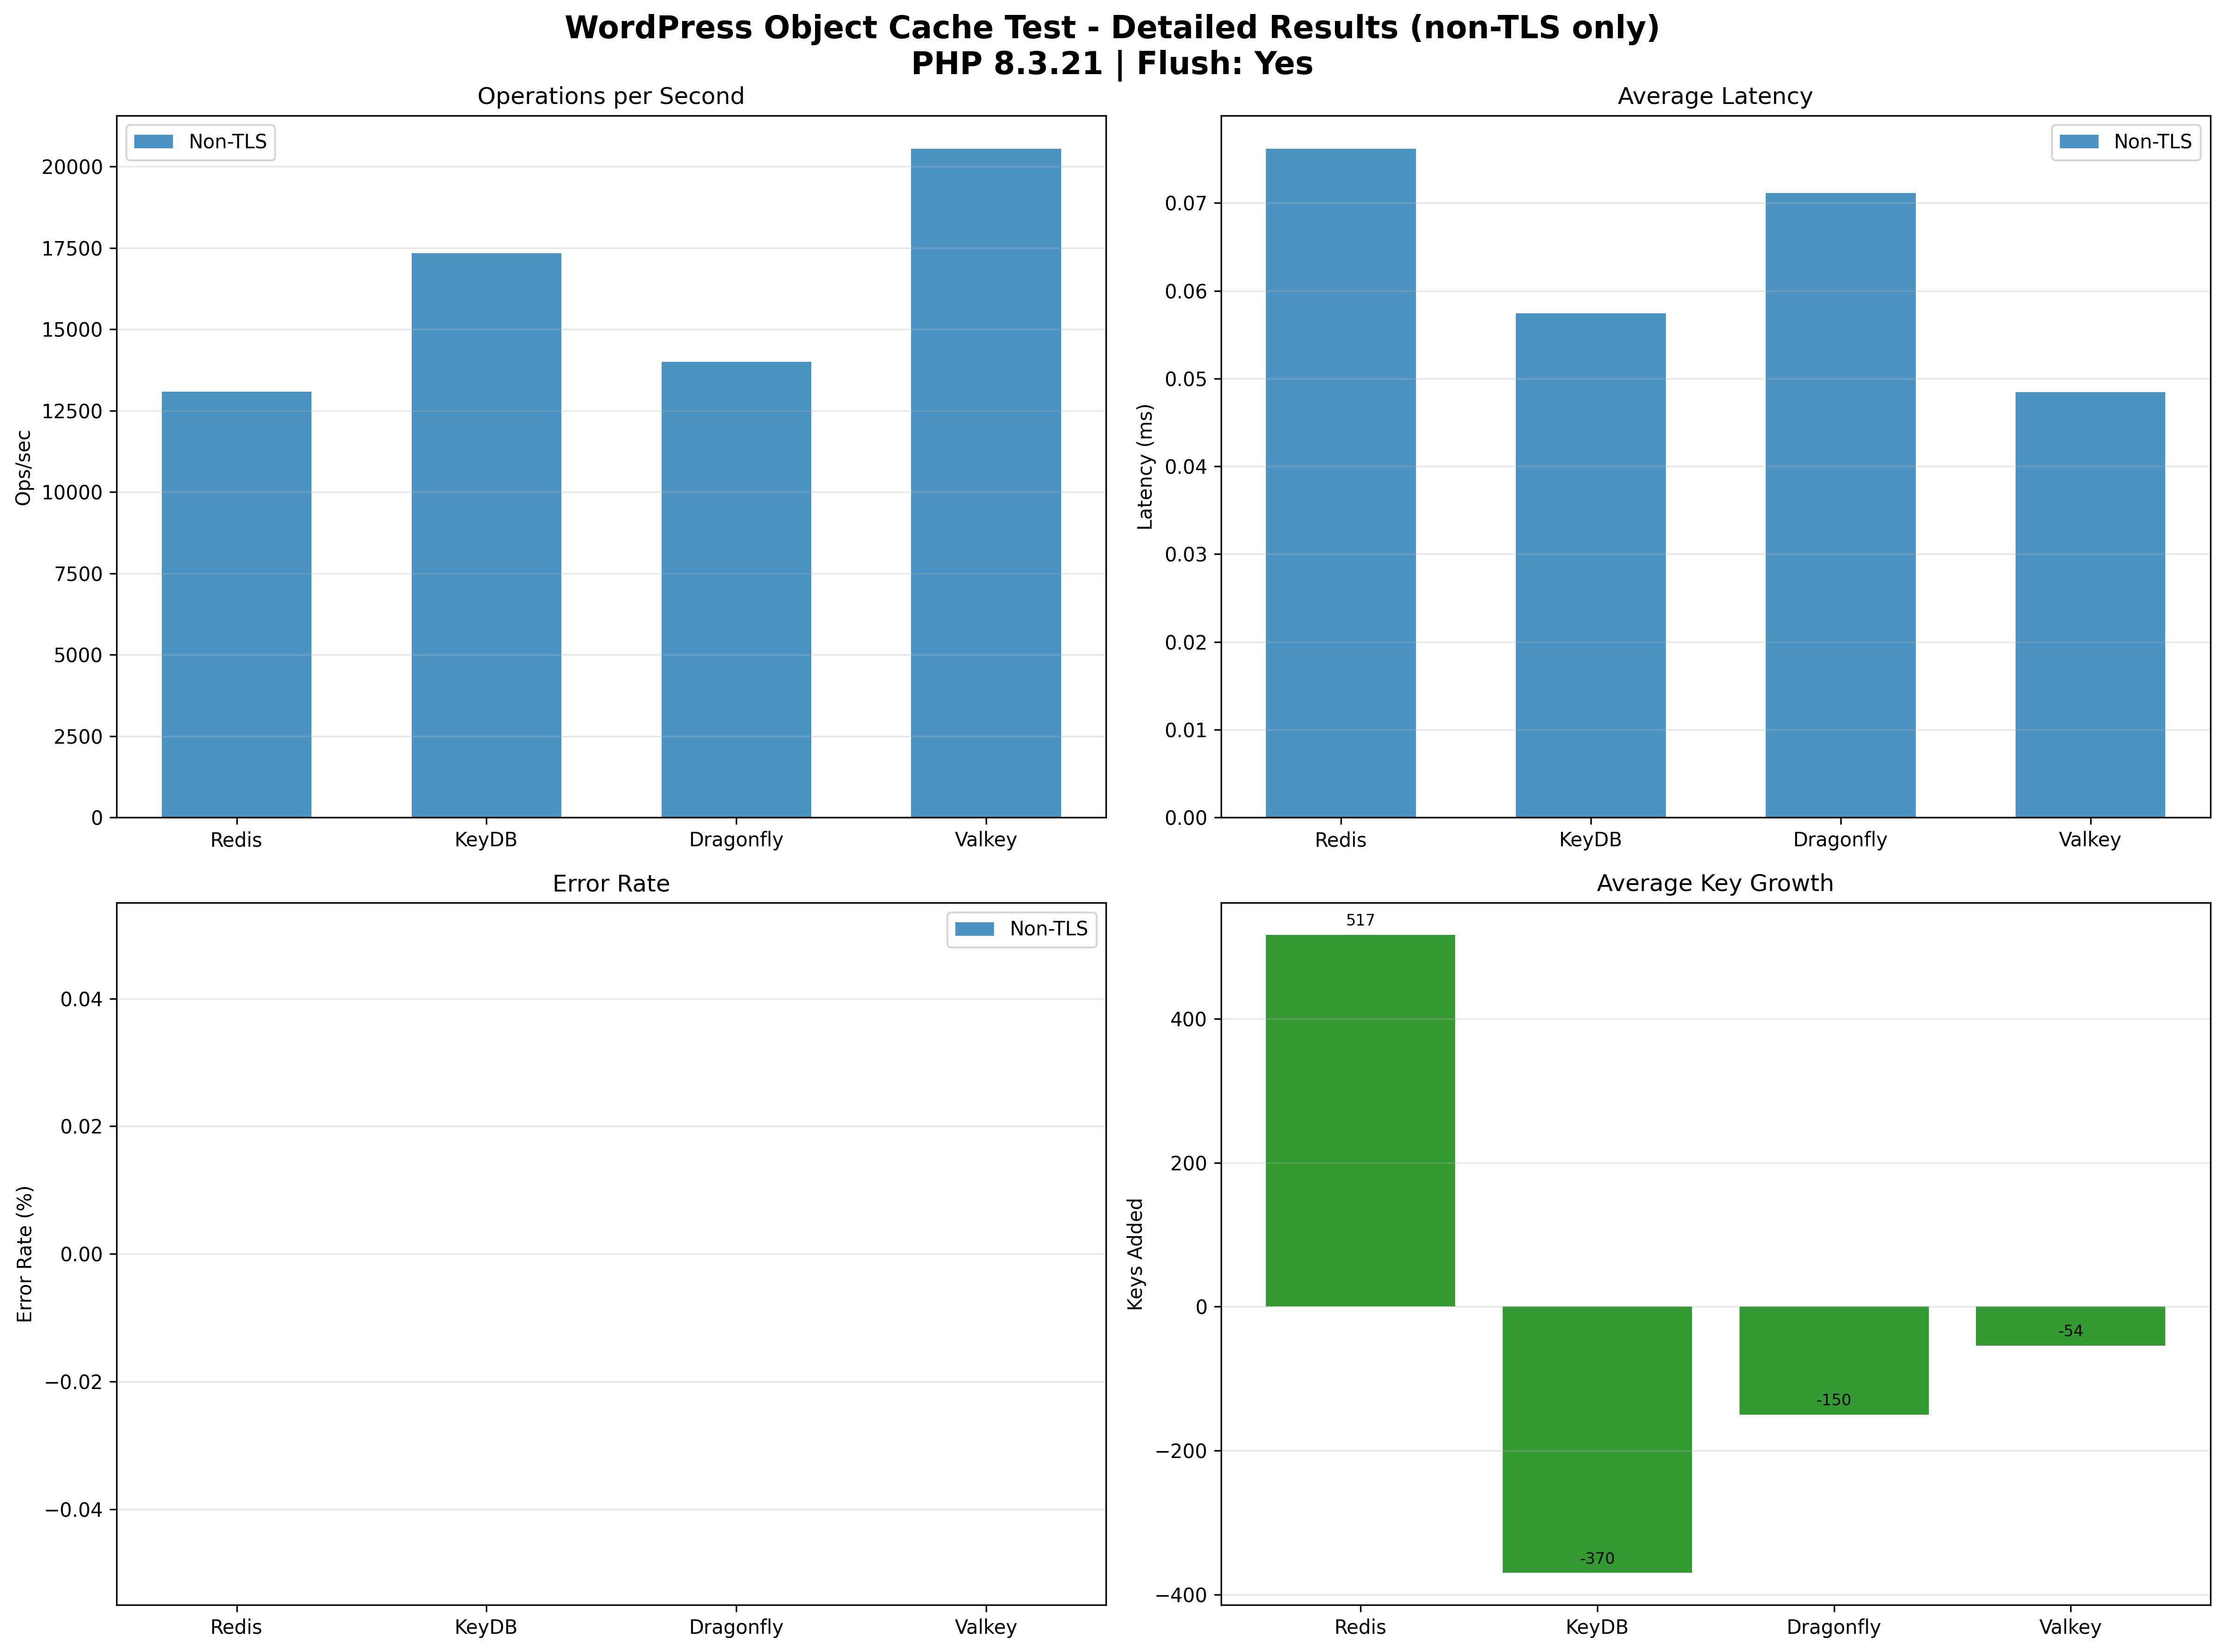 WordPress Object Cache Test - Detailed Results (non-TLS only)
PHP 8.3.21 | Flush: Yes
Operations per Second
Non-TLS
Ops/sec
20000
17500
15000
12500
10000
7500
5000
2500
0
Redis
KeyDB
Dragonfly
Valkey
Average Latency
Non-TLS
Latency (ms)
0.07
0.06
0.05
0.04
0.03
0.02
0.01
0.00
Redis
KeyDB
Dragonfly
Valkey
Error Rate
Non-TLS
Error Rate (%)
0.04
0.02
0.00
−0.02
−0.04
Redis
KeyDB
Dragonfly
Valkey
Average Key Growth
Keys Added
400
200
0
−200
−400
517
-370
-150
-54
Redis
KeyDB
Dragonfly
Valkey